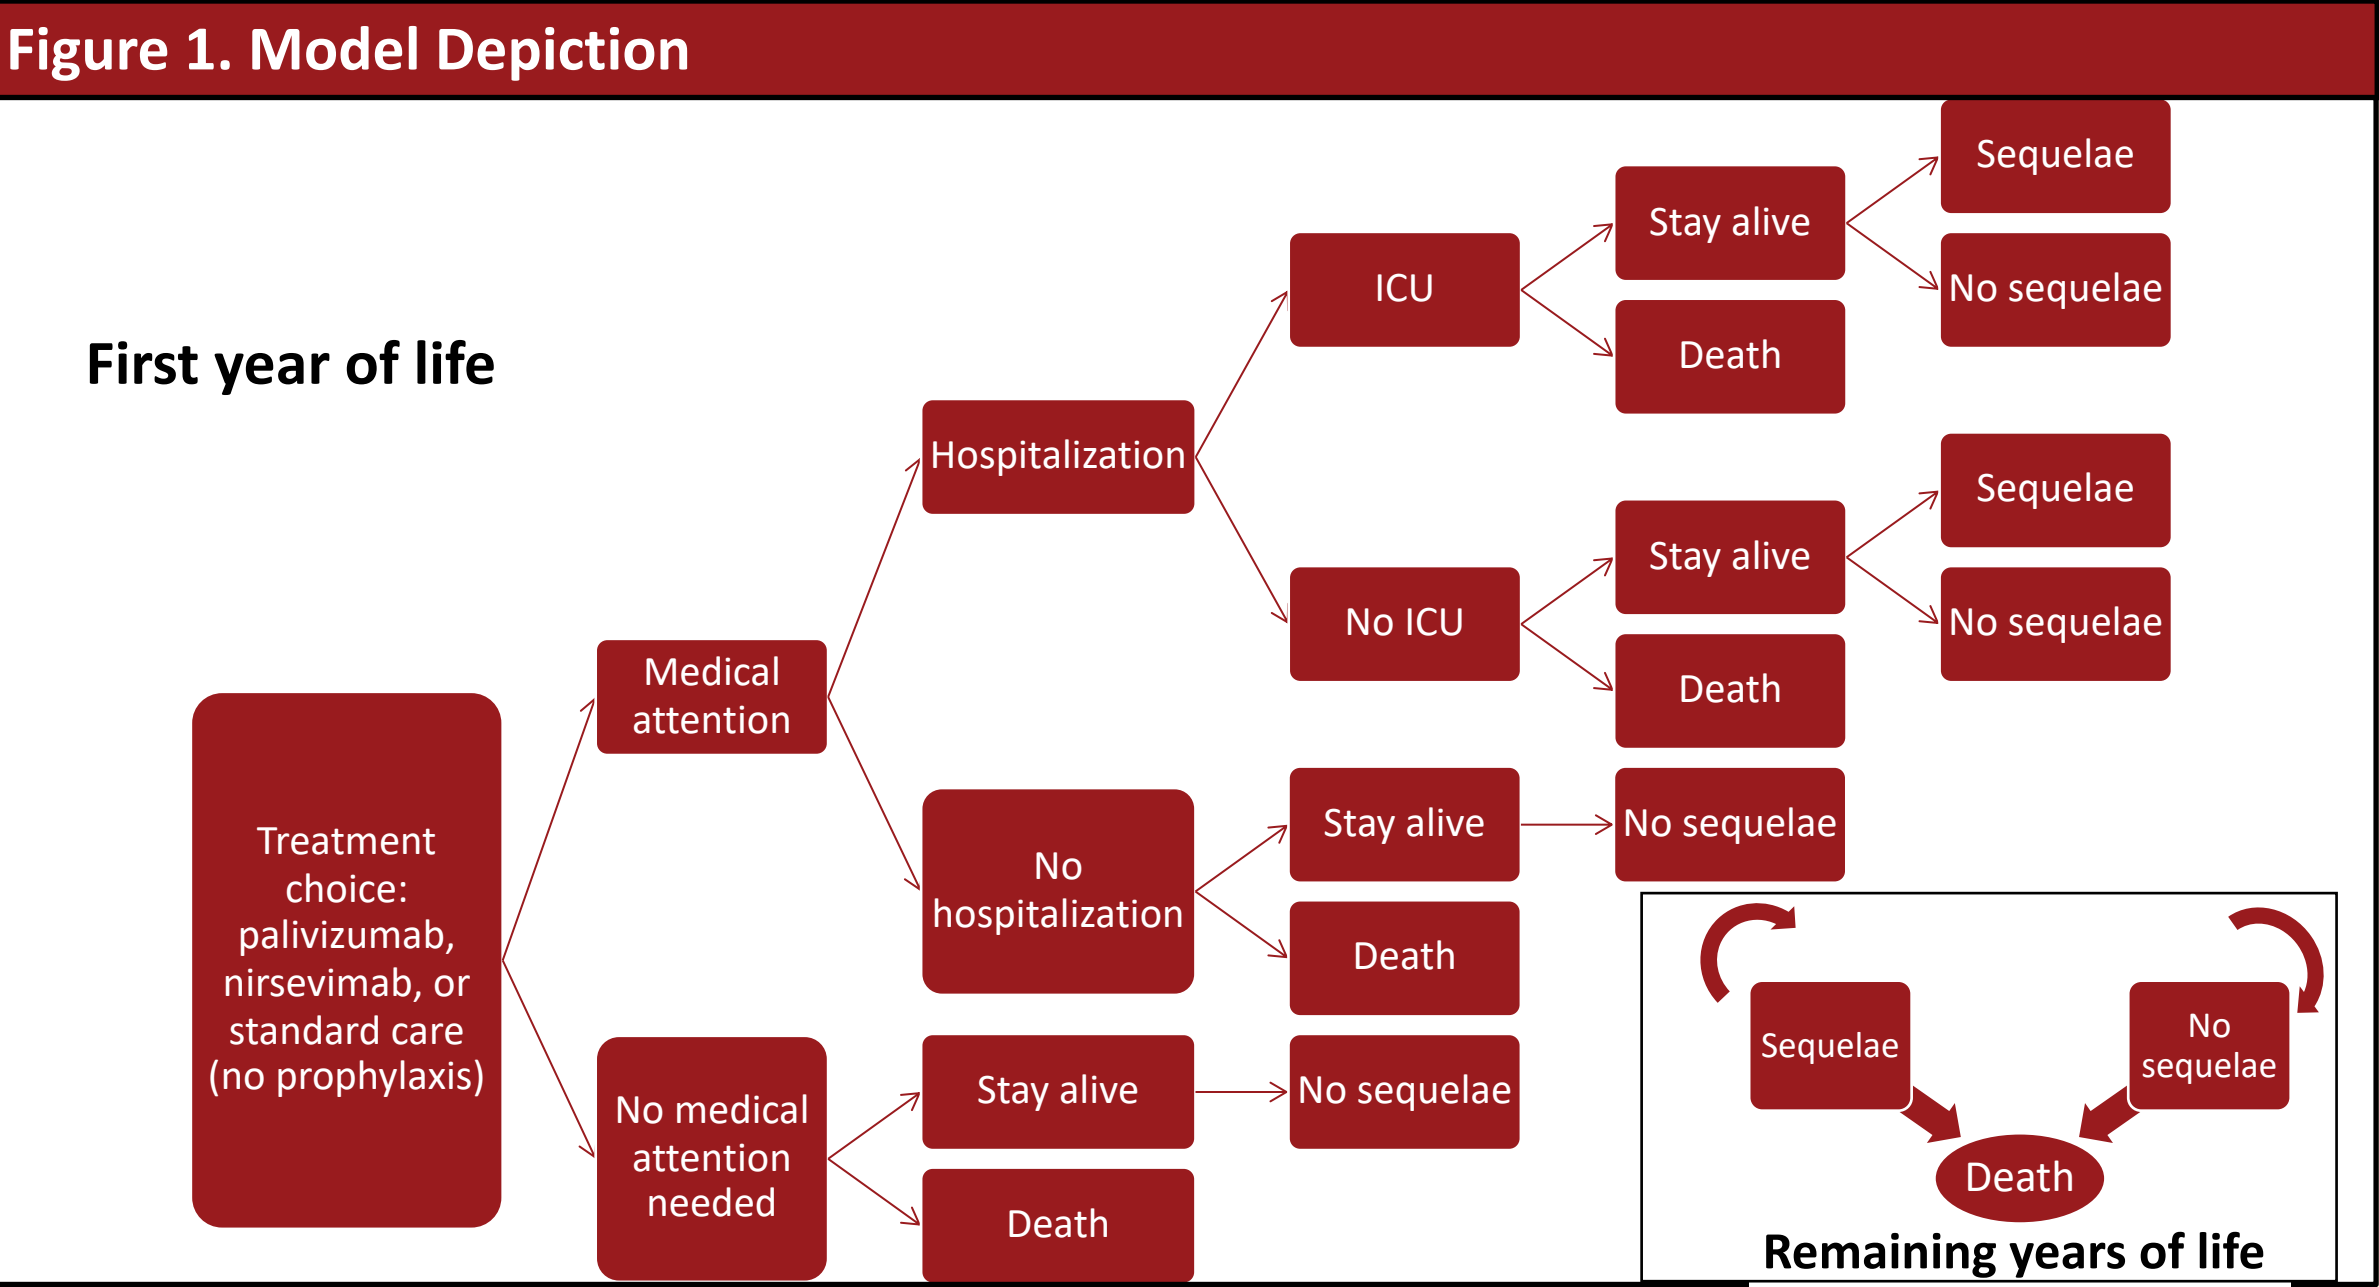 Figure 1. Model Depiction
First year of life
Treatment
choice:
palivizumab,
nirsevimab, or
standard care
(no prophylaxis)
Medical
attention
No medical
attention
needed
Hospitalization
No
hospitalization
Stay alive
Death
ICU
No ICU
Stay alive
Death
No sequelae
Stay alive
Death
Stay alive
Death
No sequelae
Sequelae
No sequelae
Sequelae
No sequelae
Sequelae
No
sequelae
Death
Remaining years of life